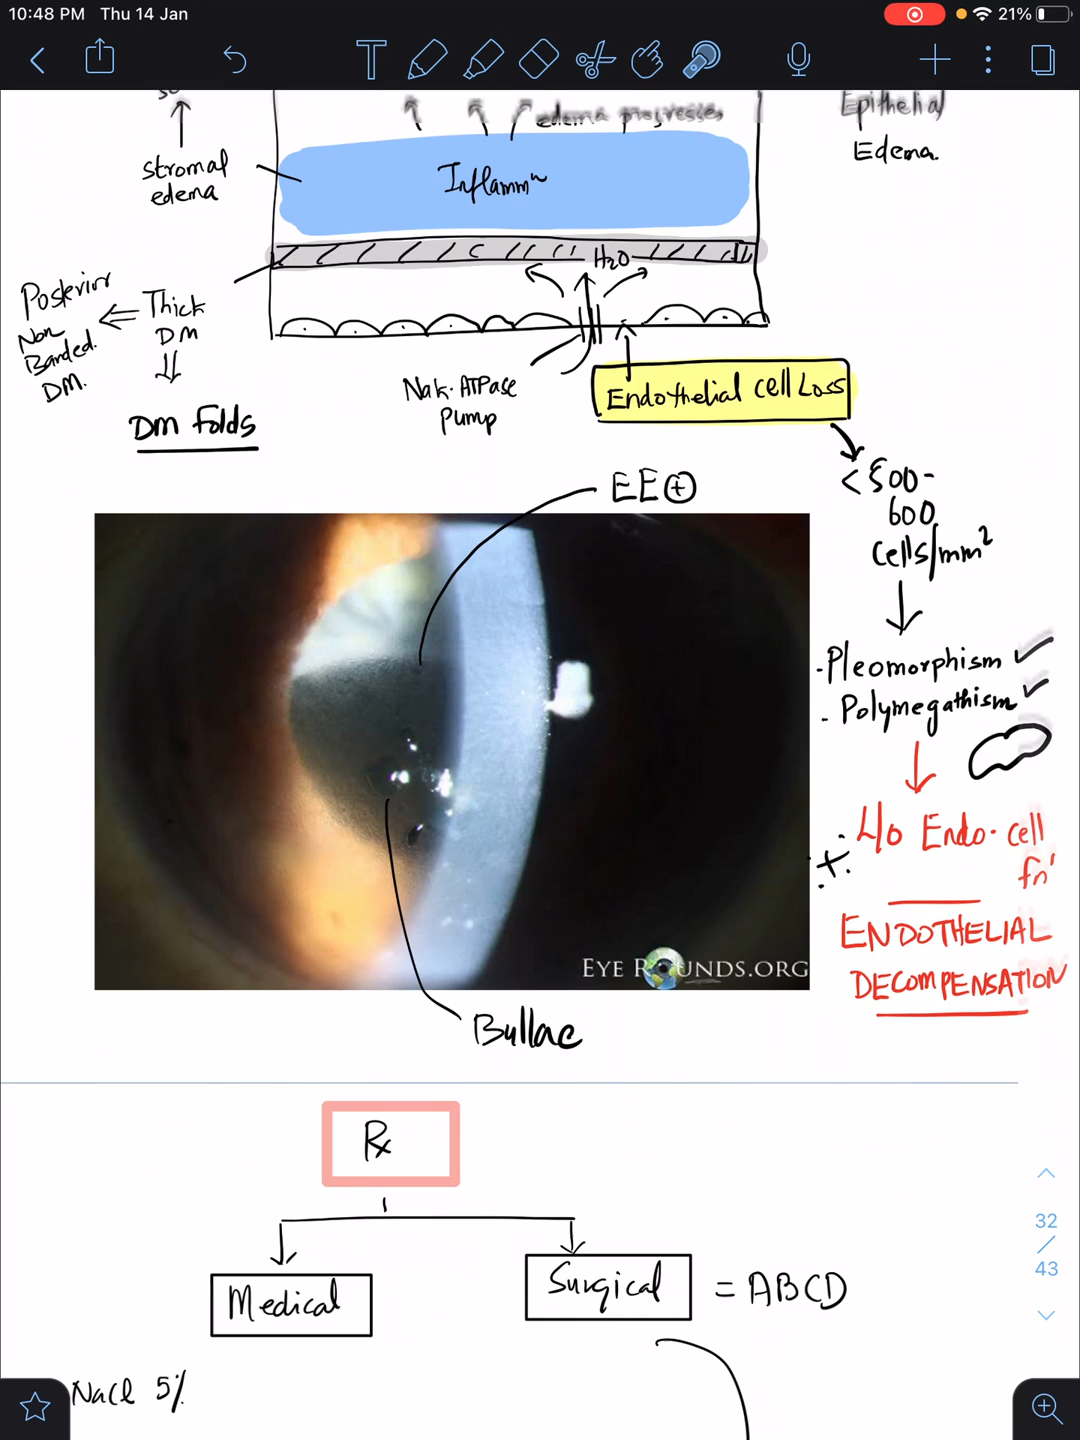 10:48 PM Thu 14 Jan
21%
T
edema progresses
Epithelial
Edema.
stromal
edema
Inflammⁿ
H2O
Posterior
Non
Banded.
DM.
Thick
DM
DM Folds
Nak-ATPase
Pump
Endothelial cell Loss
<500-
600
cells/mm²
EE⊕
-Pleomorphism ✓
- Polymegathism ✓
Endo. cell
fn'
ENDOTHELIAL
DECOMPENSATION
EYE ROUNDS.ORG
Bullae
Rx
Medical
Surgical = ABCD
32
/
43
NaCl 5%